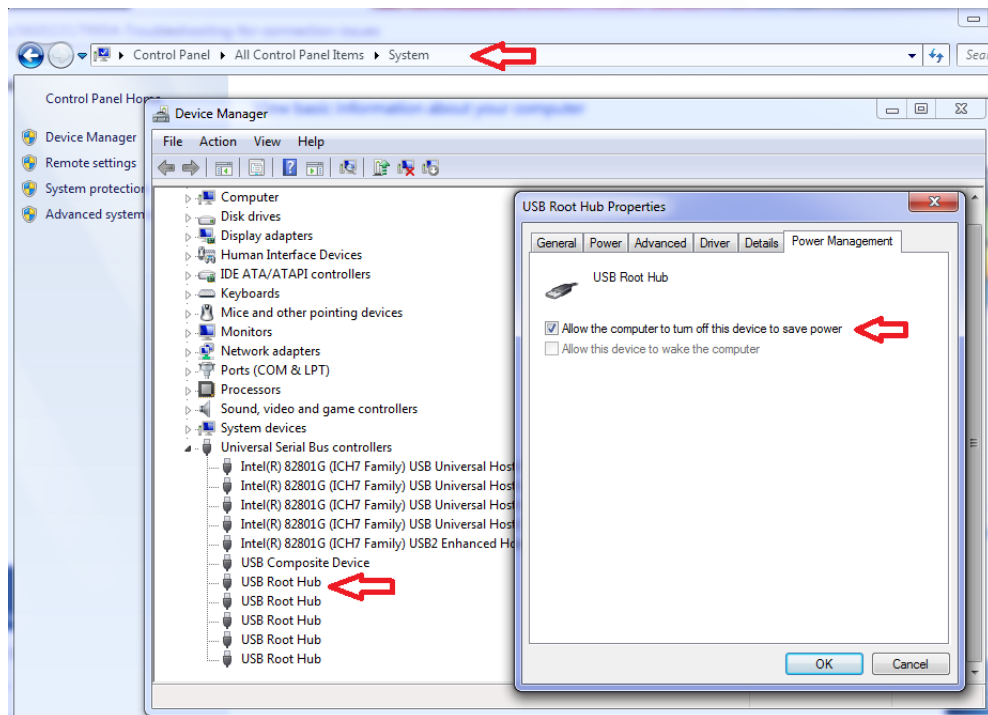 Control Panel ▸ All Control Panel Items ▸ System
Sea
Control Panel Home
Device Manager
Remote settings
System protection
Advanced system
View basic information about your computer
Device Manager
File Action View Help
Computer
Disk drives
Display adapters
Human Interface Devices
IDE ATA/ATAPI controllers
Keyboards
Mice and other pointing devices
Monitors
Network adapters
Ports (COM & LPT)
Processors
Sound, video and game controllers
System devices
Universal Serial Bus controllers
Intel(R) 82801G (ICH7 Family) USB Universal Host
Intel(R) 82801G (ICH7 Family) USB Universal Host
Intel(R) 82801G (ICH7 Family) USB Universal Host
Intel(R) 82801G (ICH7 Family) USB Universal Host
Intel(R) 82801G (ICH7 Family) USB2 Enhanced Ho
USB Composite Device
USB Root Hub
USB Root Hub
USB Root Hub
USB Root Hub
USB Root Hub
USB Root Hub Properties
General Power Advanced Driver Details Power Management
USB Root Hub
Allow the computer to turn off this device to save power
Allow this device to wake the computer
OK Cancel